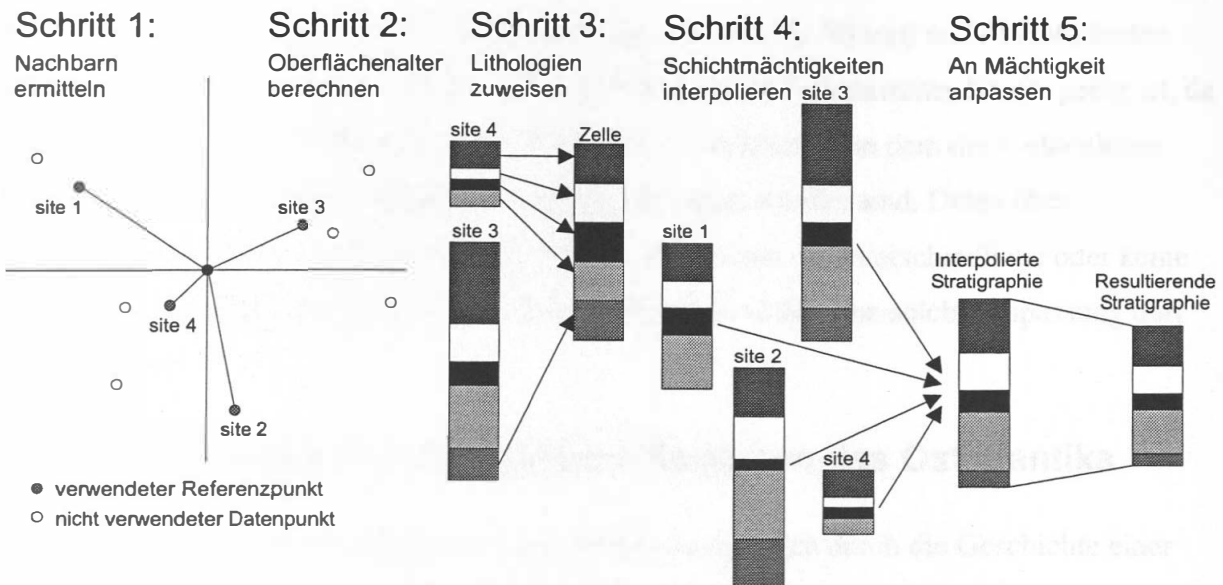 Schritt 1:
Nachbarn
ermitteln
site 1
site 3
site 4
site 2
verwendeter Referenzpunkt
nicht verwendeter Datenpunkt
Schritt 2:
Oberflächenalter
berechnen
Schritt 3:
Lithologien
zuweisen
site 4
Zelle
site 3
Schritt 4:
Schichtmächtigkeiten
interpolieren
site 3
site 1
site 2
site 4
Schritt 5:
An Mächtigkeit
anpassen
Interpolierte
Stratigraphie
Resultierende
Stratigraphie